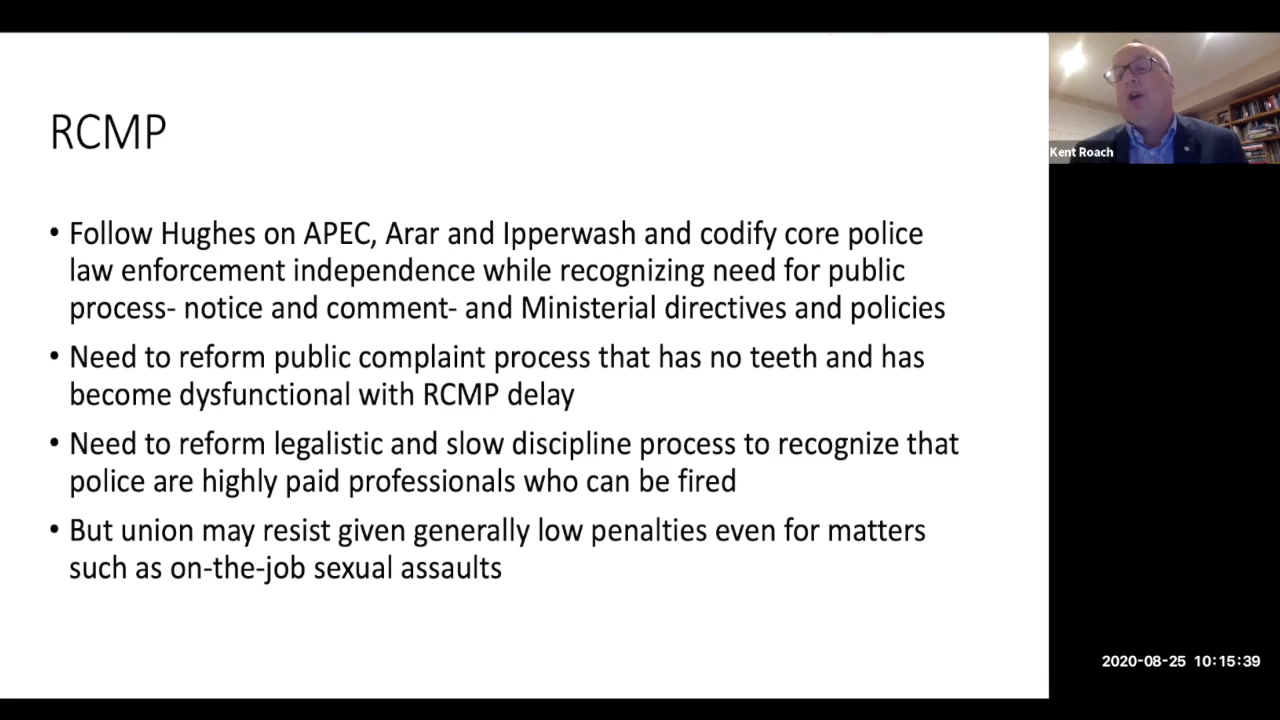 RCMP
• Follow Hughes on APEC, Arar and Ipperwash and codify core police
law enforcement independence while recognizing need for public
process- notice and comment- and Ministerial directives and policies
• Need to reform public complaint process that has no teeth and has
become dysfunctional with RCMP delay
• Need to reform legalistic and slow discipline process to recognize that
police are highly paid professionals who can be fired
• But union may resist given generally low penalties even for matters
such as on-the-job sexual assaults
Kent Roach
2020-08-25 10:15:39